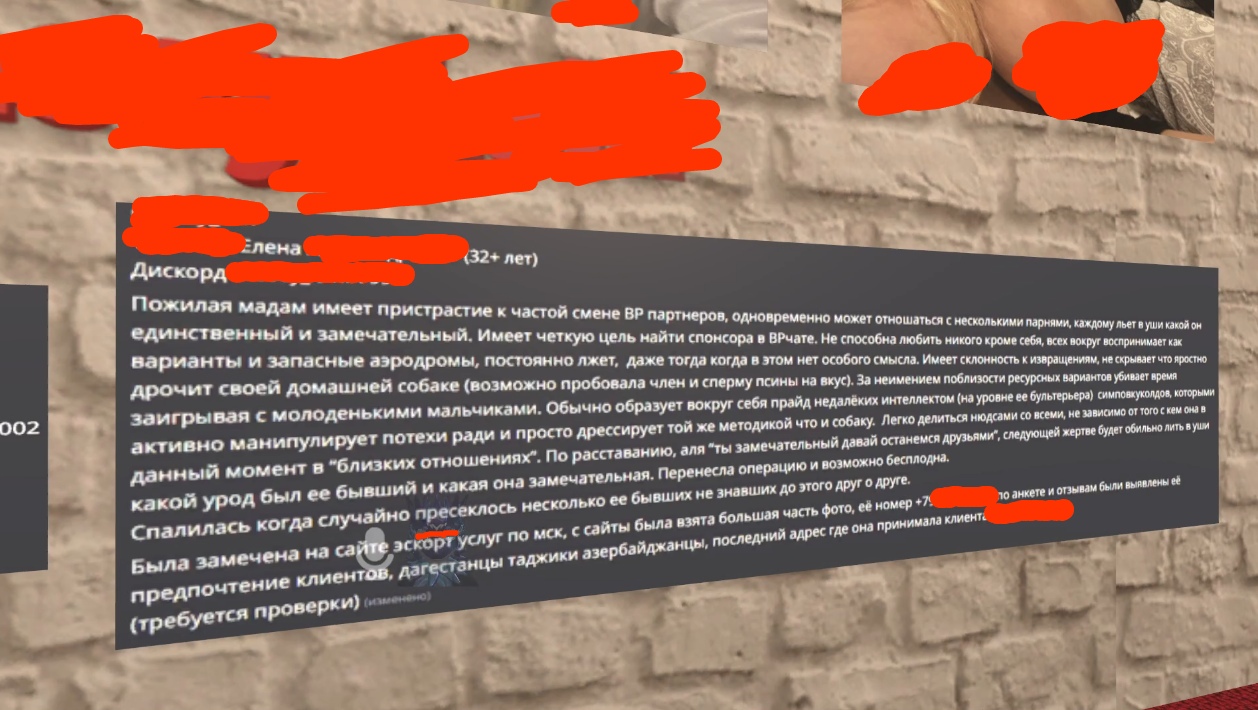 Елена (32+ лет)
Дискорд
Пожилая мадам имеет пристрастие к частой смене ВР партнеров, одновременно может отношаться с несколькими парнями, каждому льет в уши какой он
единственный и замечательный. Имеет четкую цель найти спонсора в ВРчате. Не способна любить никого кроме себя, всех вокруг воспринимает как
варианты и запасные аэродромы, постоянно лжет, даже тогда когда в этом нет особого смысла. Имеет склонность к извращениям, не скрывает что яростно
дрочит своей домашней собаке (возможно пробовала член и сперму псины на вкус). За неимением поблизости ресурсных вариантов убивает время
заигрывая с молоденькими мальчиками. Обычно образует вокруг себя прайд недалёких интеллектом (на уровне ее бультерьера) симповкуколдов, которыми
активно манипулирует потехи ради и просто дрессирует той же методикой что и собаку. Легко делиться нюдсами со всеми, не зависимо от того с кем она в
данный момент в "близких отношениях". По расставанию, аля "ты замечательный давай останемся друзьями", следующей жертве будет обильно лить в уши
какой урод был ее бывший и какая она замечательная. Перенесла операцию и возможно бесплодна.
Спалилась когда случайно пресеклось несколько ее бывших не знавших до этого друг о друге.
Была замечена на сайте эскорт услуг по мск, с сайты была взята большая часть фото, её номер +79 по анкете и отзывам были выявлены её
предпочтение клиентов, дагестанцы таджики азербайджанцы, последний адрес где она принимала клиента
(требуется проверки) (изменено)
002